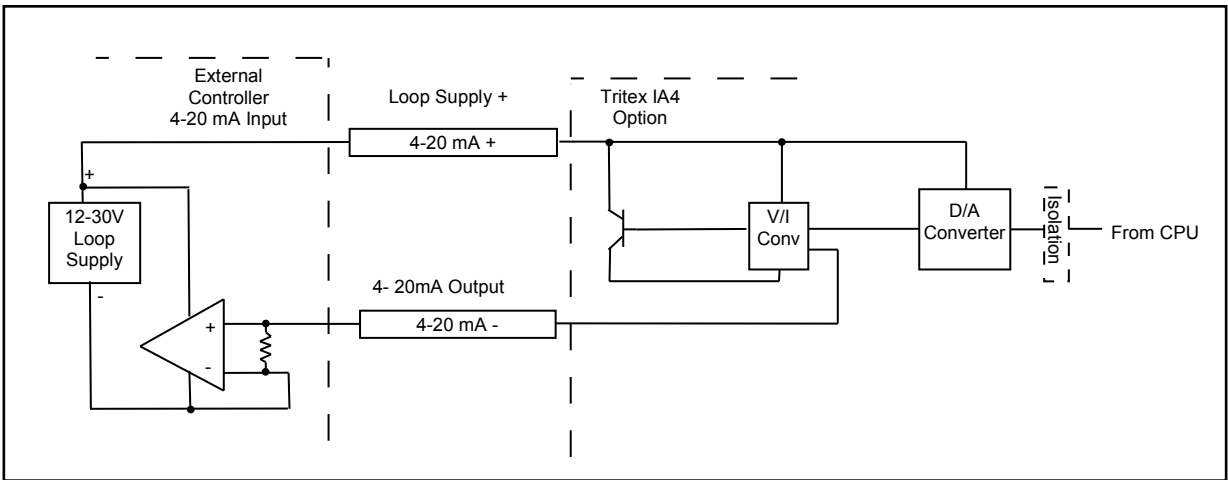 External
Controller
4-20 mA Input
Loop Supply +
4-20 mA +
Tritex IA4
Option
+
12-30V
Loop
Supply
-
V/I
Conv
D/A
Converter
Isolation
From CPU
4- 20mA Output
4-20 mA -
+
-